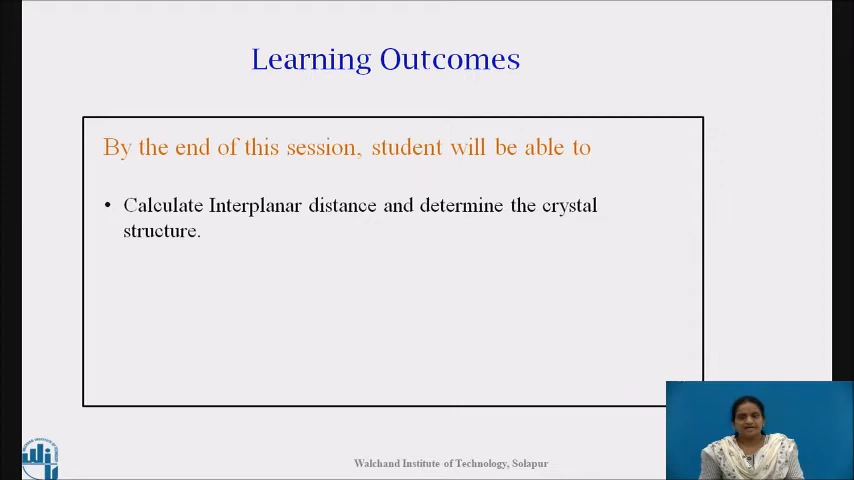 Learning Outcomes
By the end of this session, student will be able to
• Calculate Interplanar distance and determine the crystal
structure.
Walchand Institute of Technology, Solapur